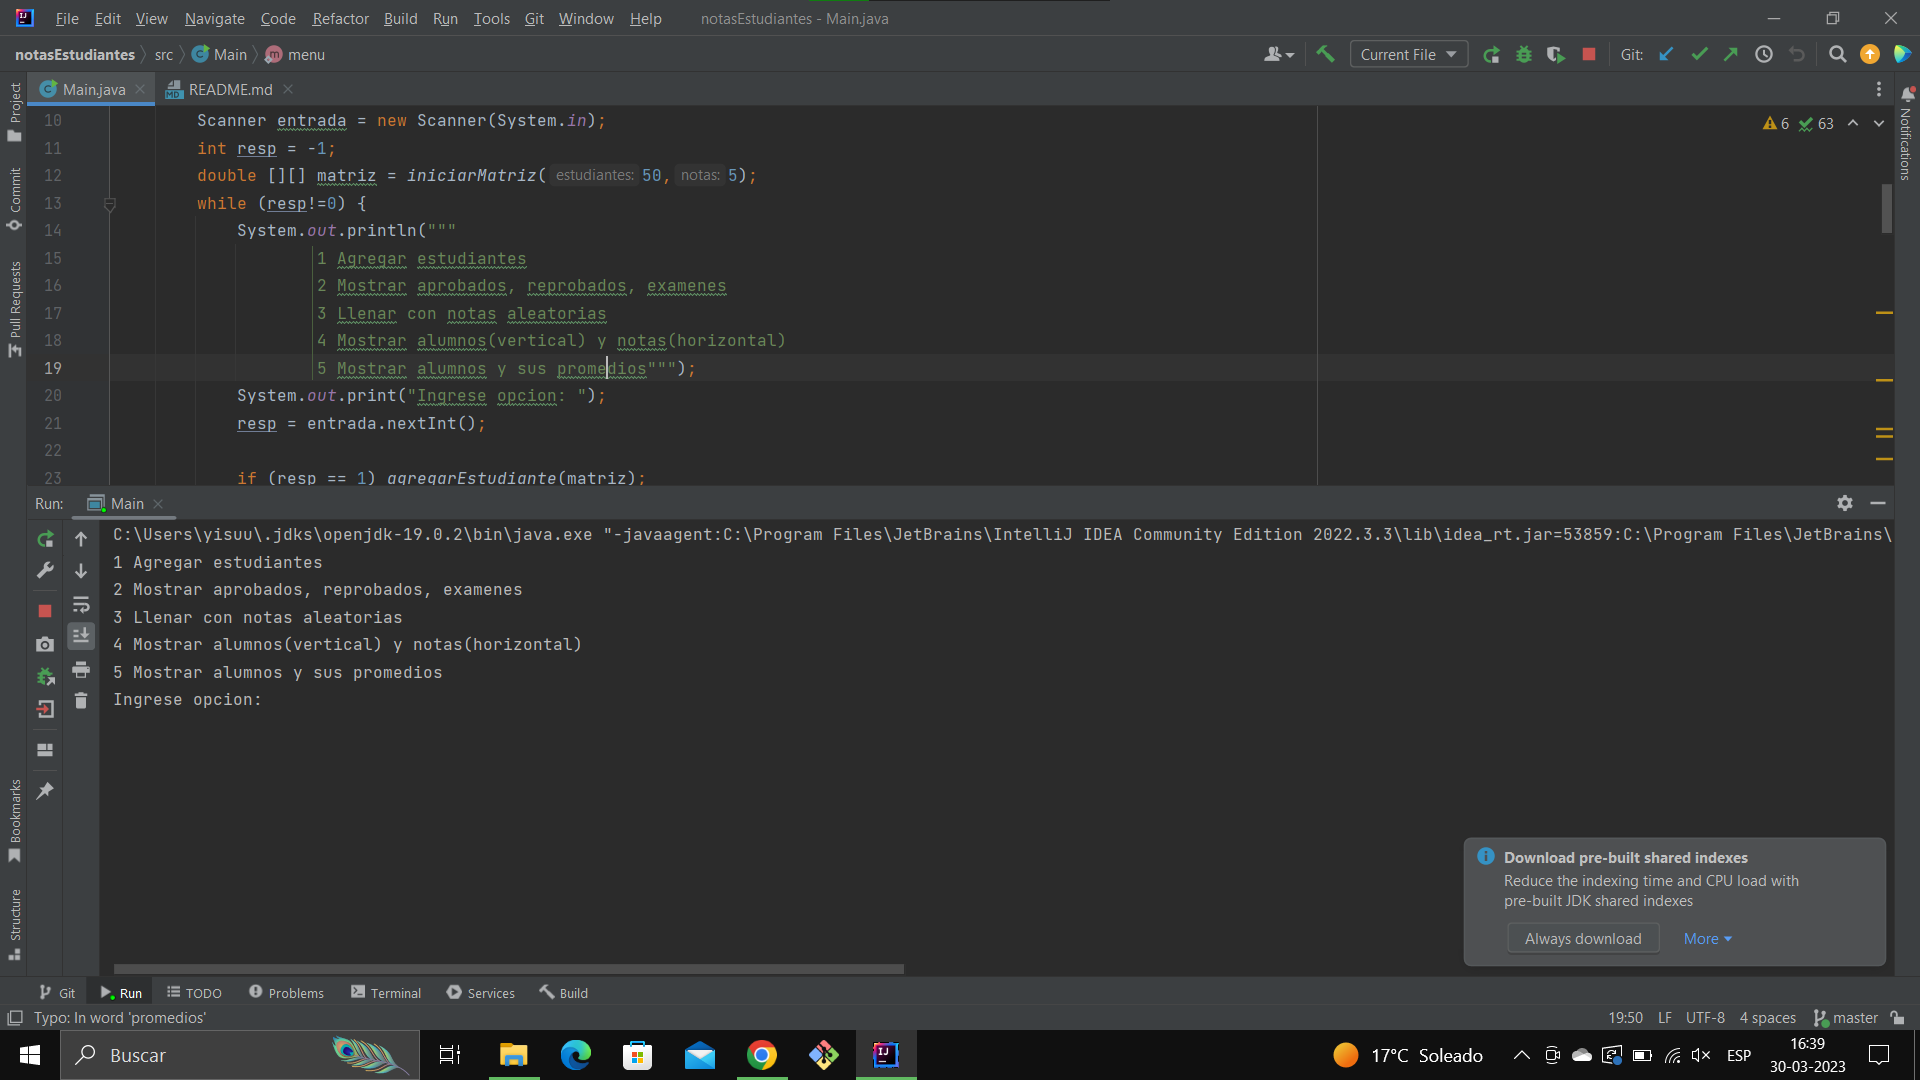 File Edit View Navigate Code Refactor Build Run Tools Git Window Help notasEstudiantes - Main.java
notasEstudiantes src Main menu Current File Git:
Main.java README.md
10 Scanner entrada = new Scanner(System.in);
11 int resp = -1;
12 double [][] matriz = iniciarMatriz( estudiantes: 50, notas: 5);
13 while (resp!=0) {
14 System.out.println("""
15 1 Agregar estudiantes
16 2 Mostrar aprobados, reprobados, examenes
17 3 Llenar con notas aleatorias
18 4 Mostrar alumnos(vertical) y notas(horizontal)
19 5 Mostrar alumnos y sus promedios""");
20 System.out.print("Ingrese opcion: ");
21 resp = entrada.nextInt();
22
23 if (resp == 1) agregarEstudiante(matriz);
6 63
Project
Commit
Pull Requests
Bookmarks
Structure
Notifications
Run: Main
C:\Users\yisuu\.jdks\openjdk-19.0.2\bin\java.exe "-javaagent:C:\Program Files\JetBrains\IntelliJ IDEA Community Edition 2022.3.3\lib\idea_rt.jar=53859:C:\Program Files\JetBrains\
1 Agregar estudiantes
2 Mostrar aprobados, reprobados, examenes
3 Llenar con notas aleatorias
4 Mostrar alumnos(vertical) y notas(horizontal)
5 Mostrar alumnos y sus promedios
Ingrese opcion:
Download pre-built shared indexes
Reduce the indexing time and CPU load with
pre-built JDK shared indexes
Always download More
Git Run TODO Problems Terminal Services Build
Typo: In word 'promedios' 19:50 LF UTF-8 4 spaces master
Buscar 17°C Soleado ESP 16:39
30-03-2023